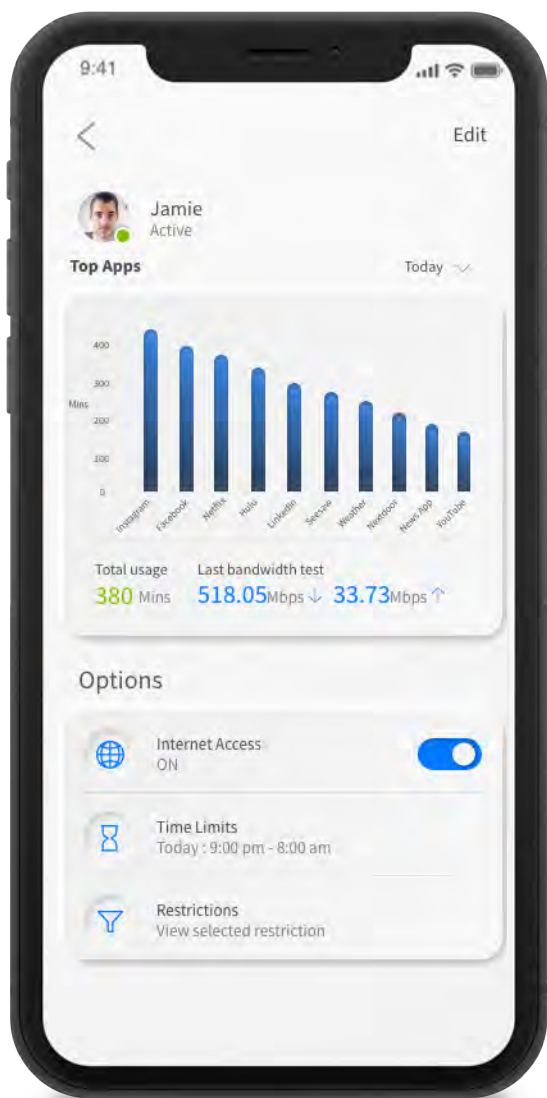 9:41
Edit
Jamie
Active
Top Apps
Today
400
300
Mins
200
100
0
Instagram
Facebook
Netflix
Hulu
LinkedIn
Seesaw
Weather
Nextdoor
News App
YouTube
Total usage Last bandwidth test
380 Mins 518.05Mbps ↓ 33.73Mbps ↑
Options
Internet Access
ON
Time Limits
Today : 9:00 pm - 8:00 am
Restrictions
View selected restriction